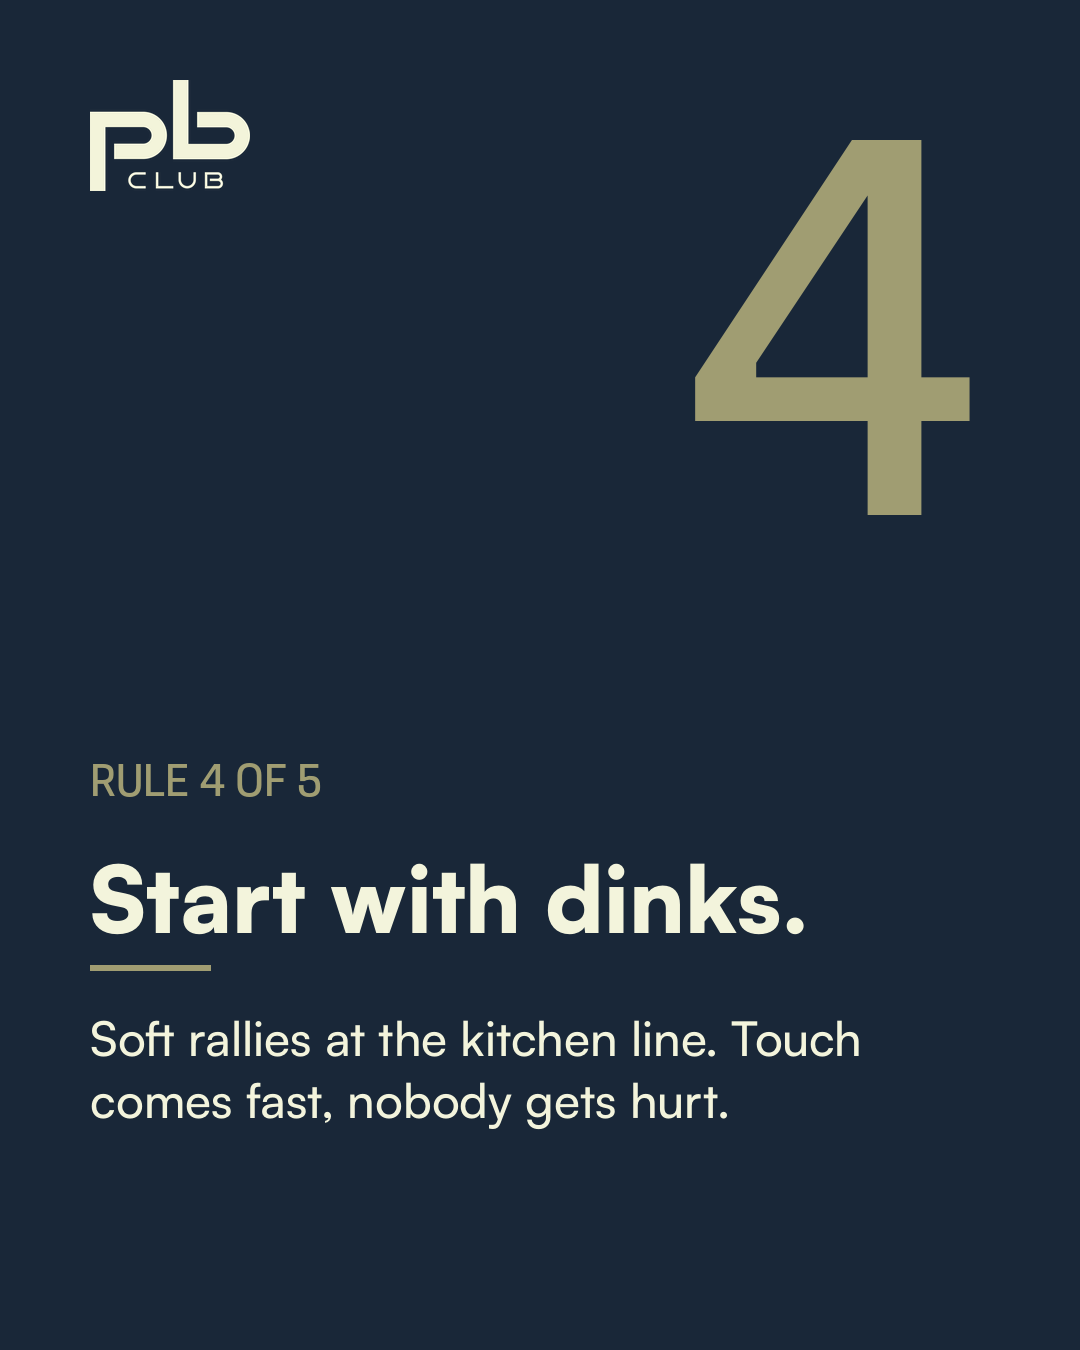 pb
CLUB
4
RULE 4 OF 5
Start with dinks.
Soft rallies at the kitchen line. Touch
comes fast, nobody gets hurt.